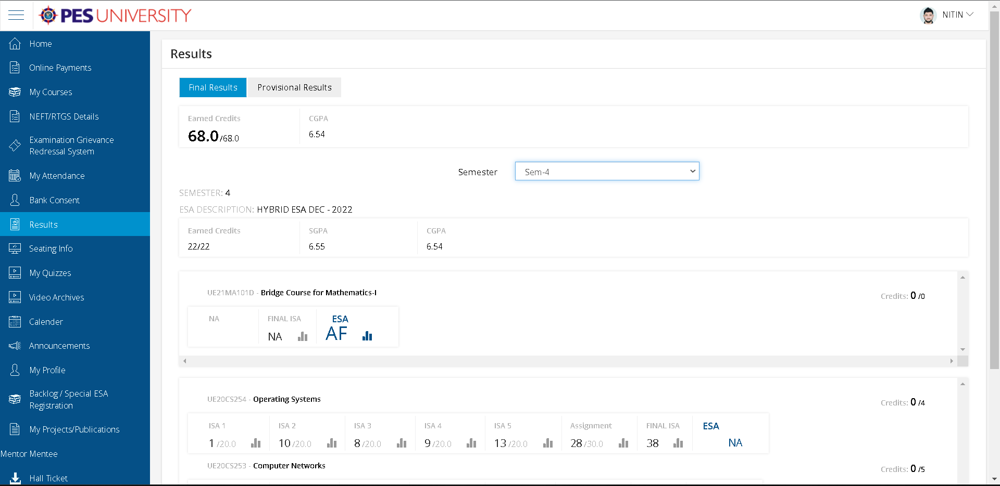 PES UNIVERSITY
NITIN
Home
Online Payments
My Courses
NEFT/RTGS Details
Examination Grievance
Redressal System
My Attendance
Bank Consent
Results
Seating Info
My Quizzes
Video Archives
Calender
Announcements
My Profile
Backlog / Special ESA
Registration
My Projects/Publications
Mentor Mentee
Hall Ticket
Results
Final Results Provisional Results
Earned Credits CGPA
68.0/68.0 6.54
Semester Sem-4
SEMESTER: 4
ESA DESCRIPTION: HYBRID ESA DEC - 2022
Earned Credits SGPA CGPA
22/22 6.55 6.54
UE21MA101D - Bridge Course for Mathematics-I Credits: 0 /0
NA FINAL ISA ESA
NA AF
UE20CS254 - Operating Systems Credits: 0 /4
ISA 1 ISA 2 ISA 3 ISA 4 ISA 5 Assignment FINAL ISA ESA
1 /20.0 10 /20.0 8 /20.0 9 /20.0 13 /20.0 28 /30.0 38 NA
UE20CS253 - Computer Networks Credits: 0 /5